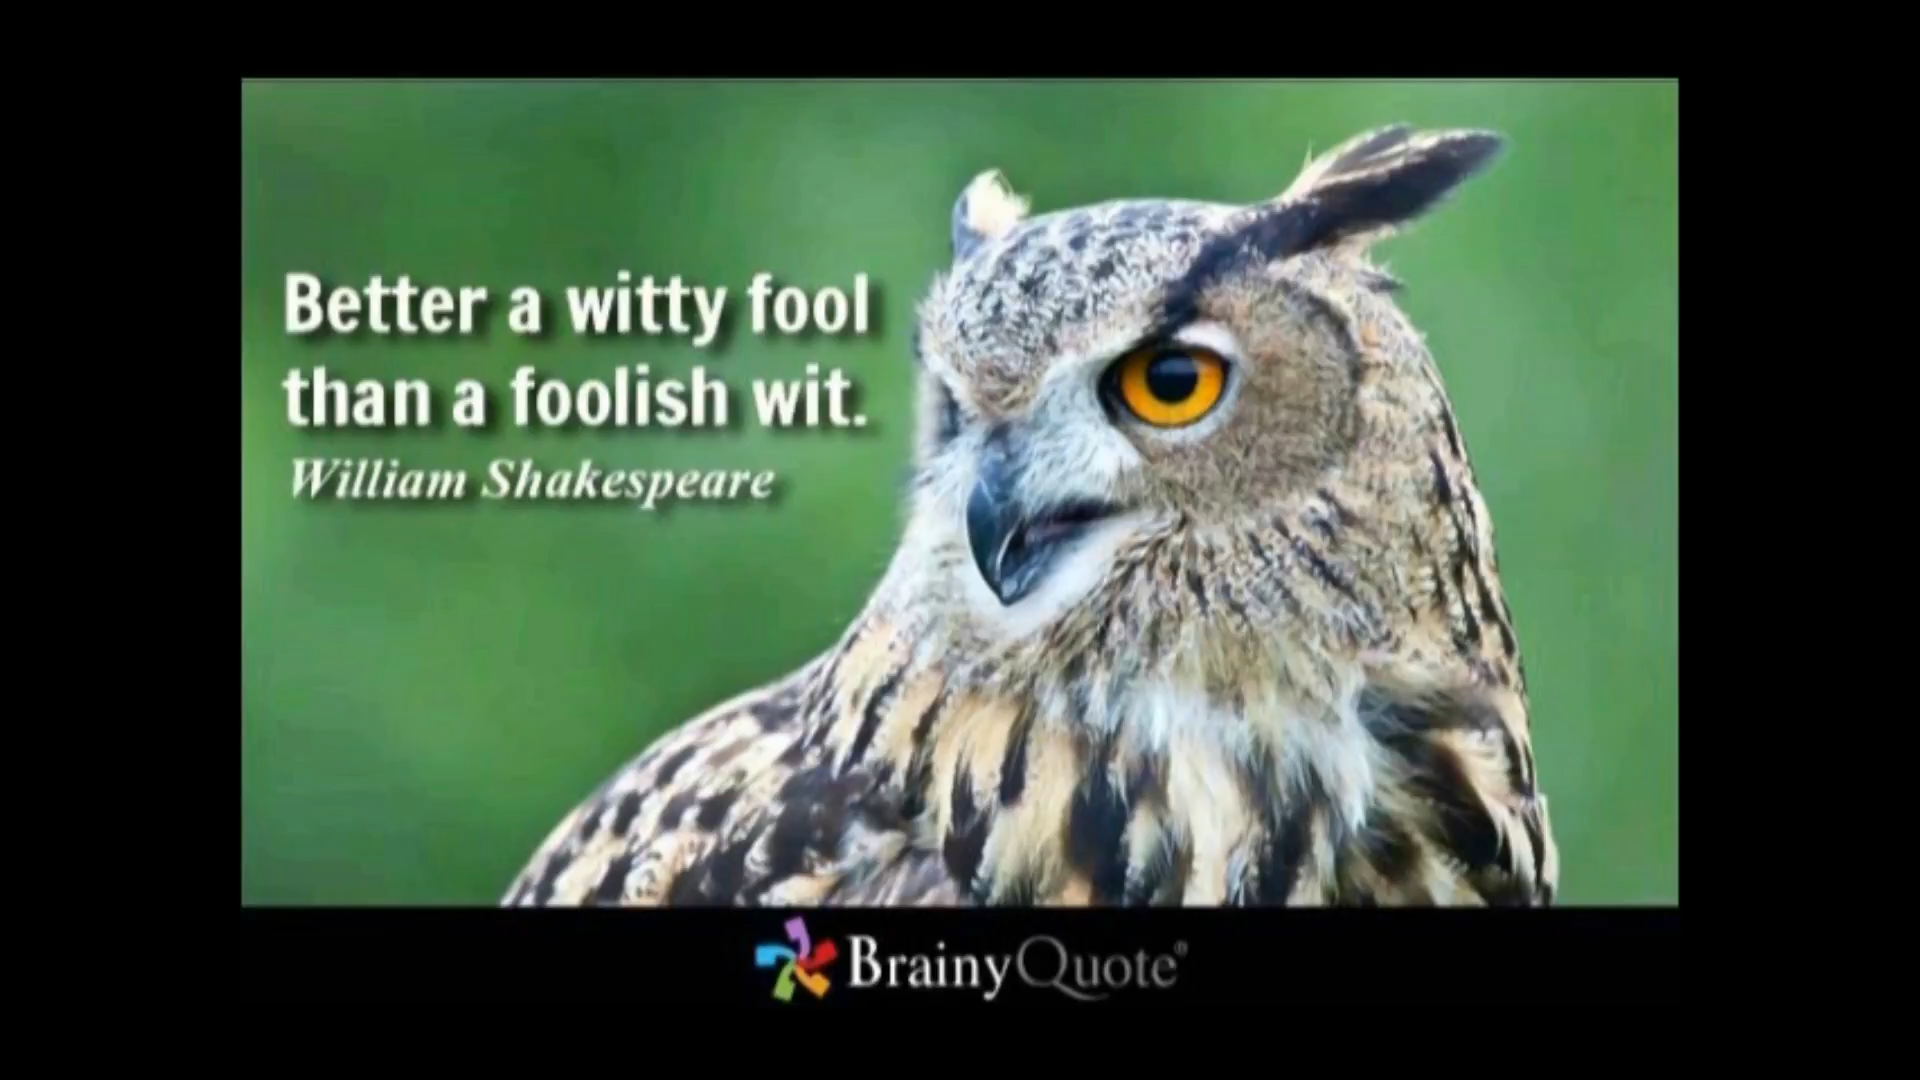 Better a witty fool
than a foolish wit.
William Shakespeare
BrainyQuote®